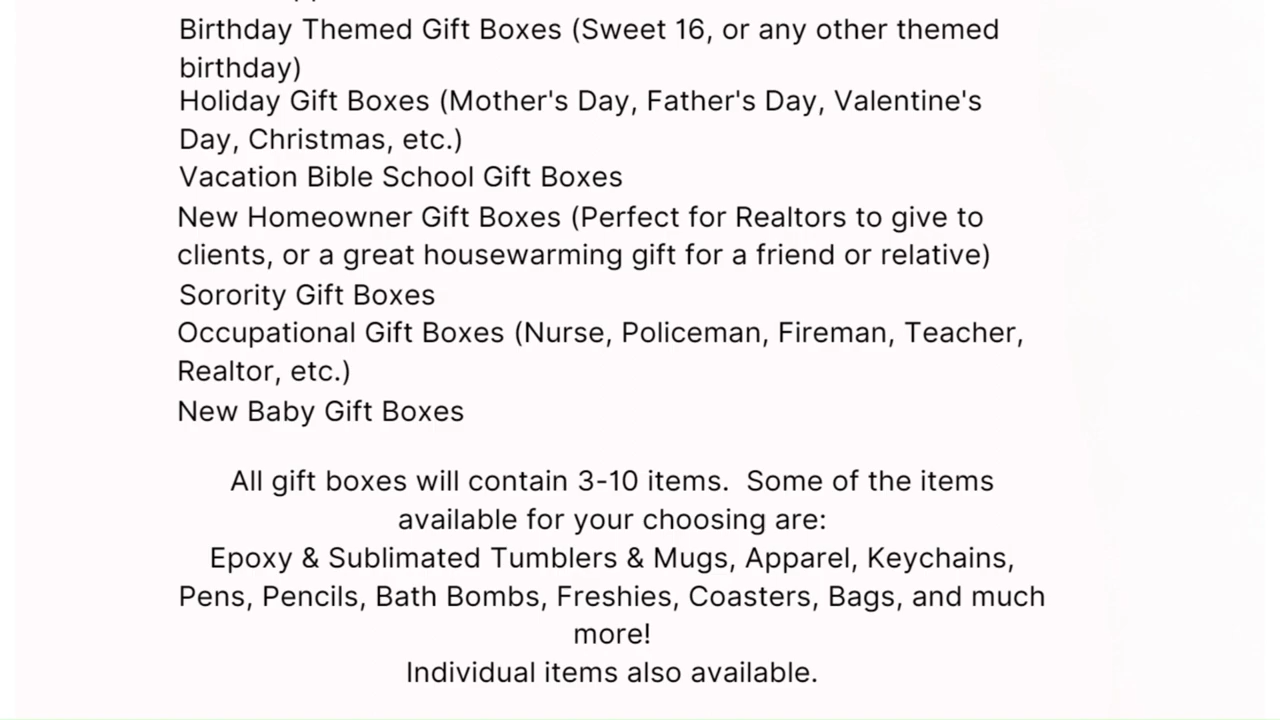 Birthday Themed Gift Boxes (Sweet 16, or any other themed
birthday)
Holiday Gift Boxes (Mother's Day, Father's Day, Valentine's
Day, Christmas, etc.)
Vacation Bible School Gift Boxes
New Homeowner Gift Boxes (Perfect for Realtors to give to
clients, or a great housewarming gift for a friend or relative)
Sorority Gift Boxes
Occupational Gift Boxes (Nurse, Policeman, Fireman, Teacher,
Realtor, etc.)
New Baby Gift Boxes
All gift boxes will contain 3-10 items.  Some of the items
available for your choosing are:
Epoxy & Sublimated Tumblers & Mugs, Apparel, Keychains,
Pens, Pencils, Bath Bombs, Freshies, Coasters, Bags, and much
more!
Individual items also available.